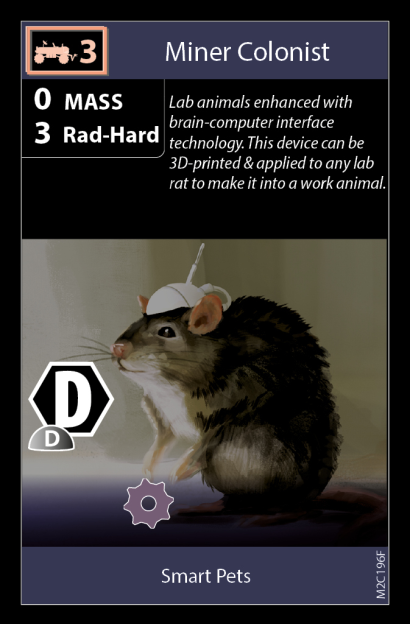 v3
Miner Colonist
0 MASS
3 Rad-Hard
Lab animals enhanced with
brain-computer interface
technology. This device can be
3D-printed & applied to any lab
rat to make it into a work animal.
D
D
Smart Pets
M2C196F